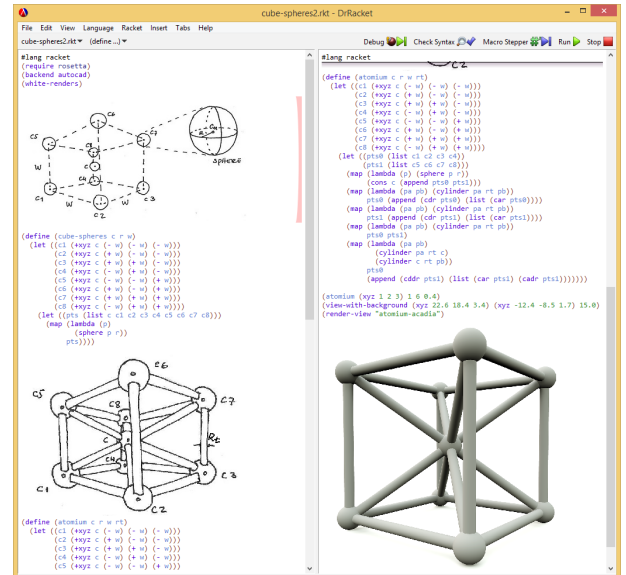 cube-spheres2.rkt - DrRacket
File Edit View Language Racket Insert Tabs Help
cube-spheres2.rkt▼ (define ...)▼
Debug Check Syntax Macro Stepper Run Stop
#lang racket
(require rosetta)
(backend autocad)
(white-renders)
C6
C5
C7
C8
C
C4
W
C1
W
C2
W
C3
SPHERE
(define (cube-spheres c r w)
(let ((c1 (+xyz c (- w) (- w) (- w)))
(c2 (+xyz c (+ w) (- w) (- w)))
(c3 (+xyz c (+ w) (+ w) (- w)))
(c4 (+xyz c (- w) (+ w) (- w)))
(c5 (+xyz c (- w) (- w) (+ w)))
(c6 (+xyz c (+ w) (- w) (+ w)))
(c7 (+xyz c (+ w) (+ w) (+ w)))
(c8 (+xyz c (- w) (+ w) (+ w))))
(let ((pts (list c c1 c2 c3 c4 c5 c6 c7 c8)))
(map (lambda (p)
(sphere p r))
pts))))
C6
C5
C7
C8
C
Rt
C4
C1
C3
C2
(define (atomium c r w rt)
(let ((c1 (+xyz c (- w) (- w) (- w)))
(c2 (+xyz c (+ w) (- w) (- w)))
(c3 (+xyz c (+ w) (+ w) (- w)))
(c4 (+xyz c (- w) (+ w) (- w)))
(c5 (+xyz c (- w) (- w) (+ w)))
#lang racket
C2
(define (atomium c r w rt)
(let ((c1 (+xyz c (- w) (- w) (- w)))
(c2 (+xyz c (+ w) (- w) (- w)))
(c3 (+xyz c (+ w) (+ w) (- w)))
(c4 (+xyz c (- w) (+ w) (- w)))
(c5 (+xyz c (- w) (- w) (+ w)))
(c6 (+xyz c (+ w) (- w) (+ w)))
(c7 (+xyz c (+ w) (+ w) (+ w)))
(c8 (+xyz c (- w) (+ w) (+ w))))
(let ((pts0 (list c1 c2 c3 c4))
(pts1 (list c5 c6 c7 c8)))
(map (lambda (p) (sphere p r))
(cons c (append pts0 pts1)))
(map (lambda (pa pb) (cylinder pa rt pb))
pts0 (append (cdr pts0) (list (car pts0))))
(map (lambda (pa pb) (cylinder pa rt pb))
pts1 (append (cdr pts1) (list (car pts1))))
(map (lambda (pa pb) (cylinder pa rt pb))
pts0 pts1)
(map (lambda (pa pb)
(cylinder pa rt c)
(cylinder c rt pb))
pts0
(append (cddr pts1) (list (car pts1) (cadr pts1)))))))
(atomium (xyz 1 2 3) 1 6 0.4)
(view-with-background (xyz 22.6 18.4 3.4) (xyz -12.4 -8.5 1.7) 15.0)
(render-view "atomium-acadia")